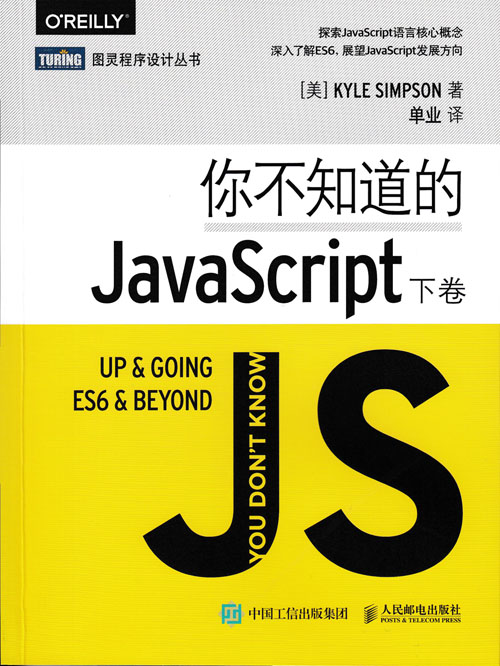 O'REILLY
TURING 图灵程序设计丛书
探索JavaScript语言核心概念
深入了解ES6,展望JavaScript发展方向
[美] KYLE SIMPSON 著
单业 译
你不知道的
JavaScript 下卷
UP & GOING
ES6 & BEYOND
JS
YOU DON'T KNOW
中国工信出版集团
人民邮电出版社
POSTS & TELECOM PRESS